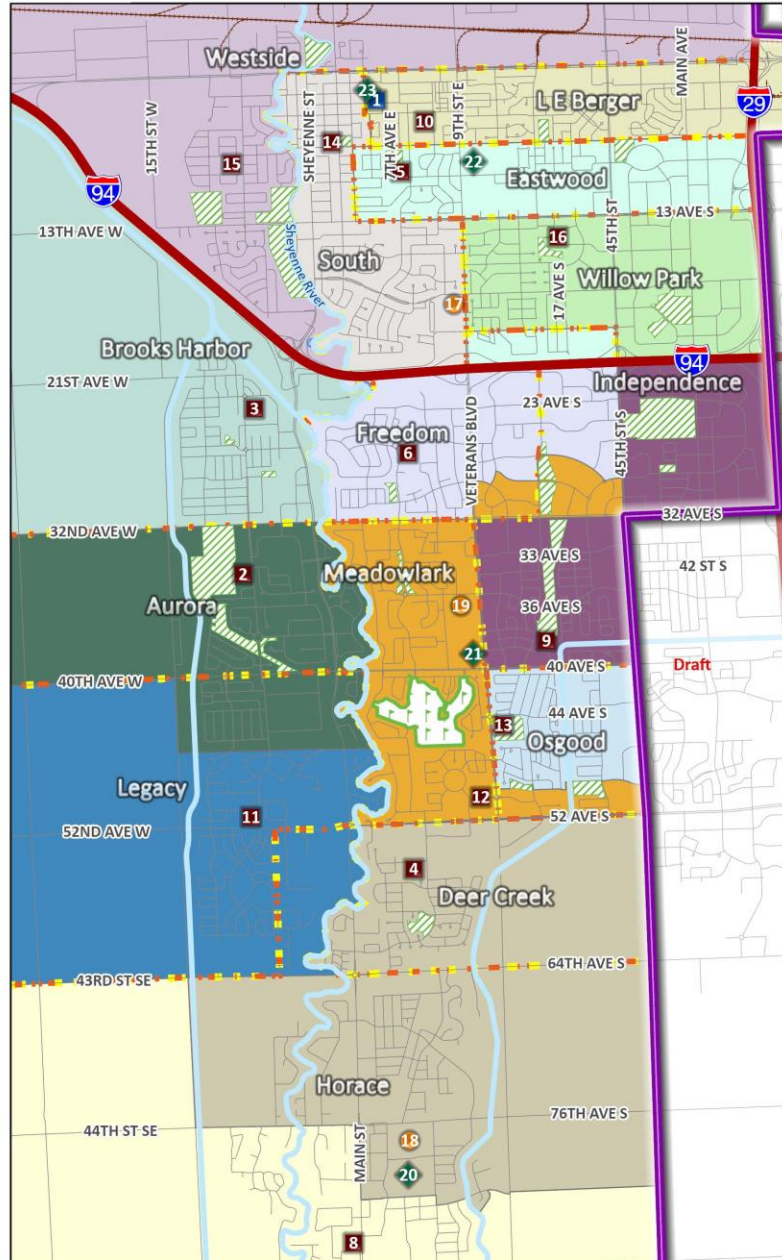 Westside
MAIN AVE
23
1
L E Berger
29
15TH ST W
SHEYENNE ST
7TH AVE E
9TH ST E
10
14
15
5
22
94
Eastwood
45TH ST
13 AVE S
13TH AVE W
Sheyenne River
South
16
17 AVE S
Willow Park
17
Brooks Harbor
94
21ST AVE W
Independence
3
VETERANS BLVD
23 AVE S
45TH ST S
Freedom
6
32ND AVE W
32 AVE S
33 AVE S
42 ST S
2
Meadowlark
Aurora
19
36 AVE S
9
21
40TH AVE W
40 AVE S
Draft
44 AVE S
13
Osgood
Legacy
12
11
52ND AVE W
52 AVE S
4
Deer Creek
64TH AVE S
43RD ST SE
Horace
76TH AVE S
44TH ST SE
MAIN ST
18
20
8